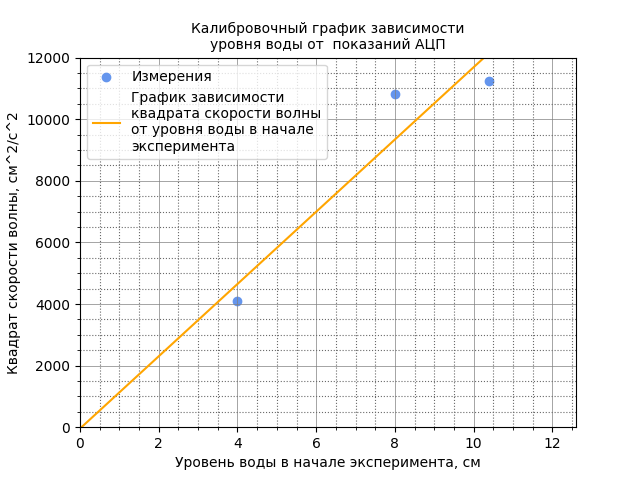 Калибровочный график зависимости
уровня воды от  показаний АЦП
Измерения
График зависимости
квадрата скорости волны
от уровня воды в начале
эксперимента
Квадрат скорости волны, см^2/с^2
12000
10000
8000
6000
4000
2000
0
0 2 4 6 8 10 12
Уровень воды в начале эксперимента, см